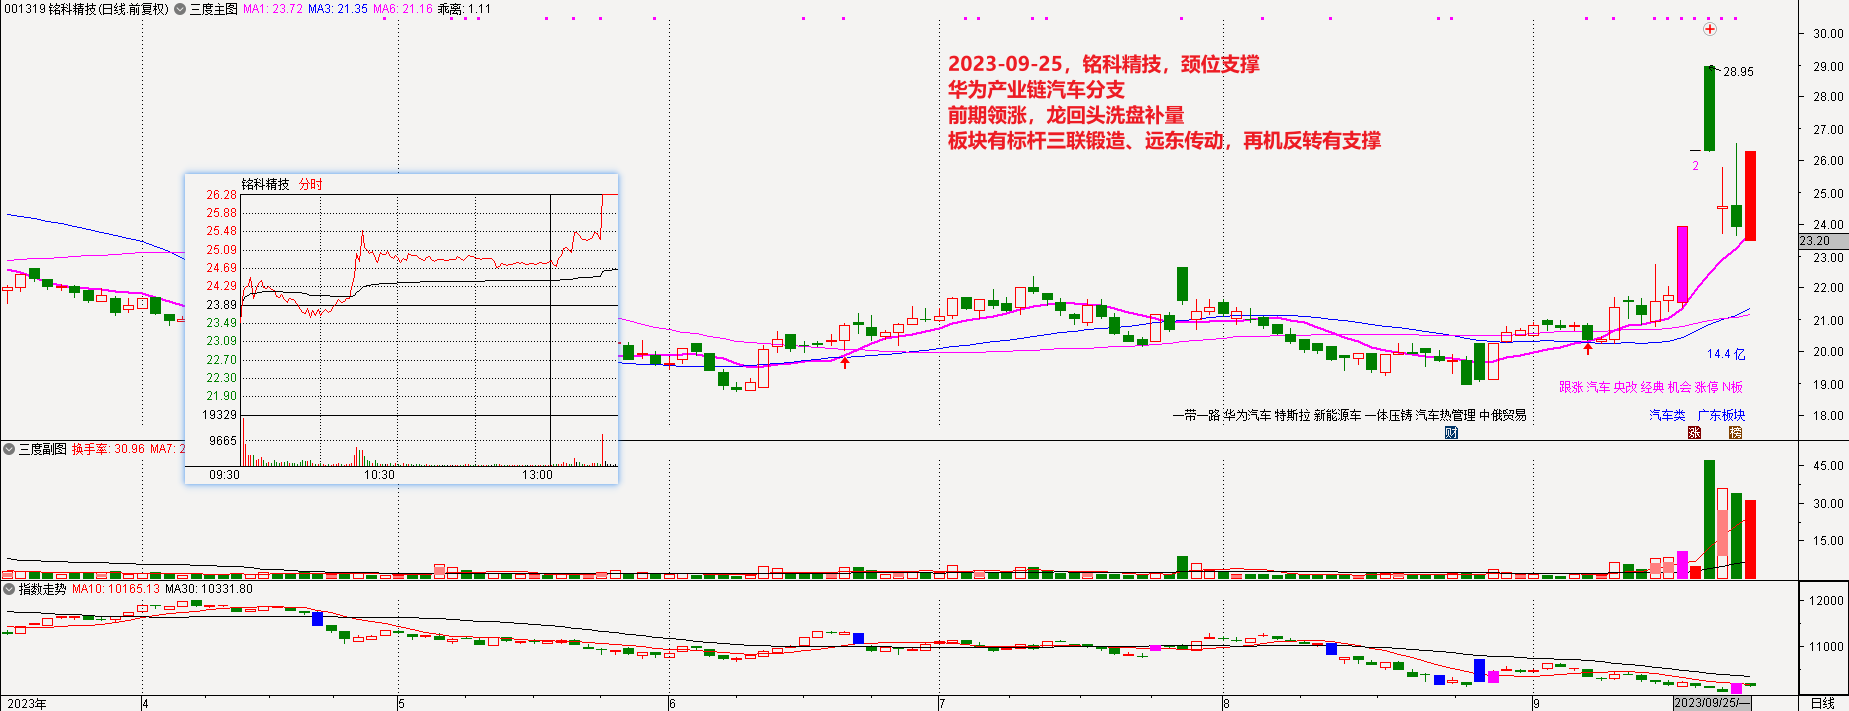 001319 铭科精技(日线.前复权) 三度主图 MA1: 23.72 MA3: 21.35 MA6: 21.16 乖离: 1.11
30.00
2023-09-25，铭科精技，颈位支撑
华为产业链汽车分支
前期领涨，龙回头洗盘补量
板块有标杆三联锻造、远东传动，再机反转有支撑
28.95
29.00
28.00
27.00
2
26.00
25.00
24.00
23.20
23.00
22.00
21.00
14.4 亿
20.00
跟涨 汽车 央改 经典 机会 涨停 N板
19.00
一带一路 华为汽车 特斯拉 新能源车 一体压铸 汽车热管理 中俄贸易
汽车类 广东板块
18.00
财
涨
榜
铭科精技 分时
26.28
25.88
25.48
25.09
24.69
24.29
23.89
23.49
23.09
22.70
22.30
21.90
19329
9665
09:30 10:30 13:00
三度副图 换手率: 30.96 MA7: 2
45.00
30.00
15.00
指数走势 MA10: 10165.13 MA30: 10331.80
12000
11000
2023年 4 5 6 7 8 9 2023/09/25/一 日线